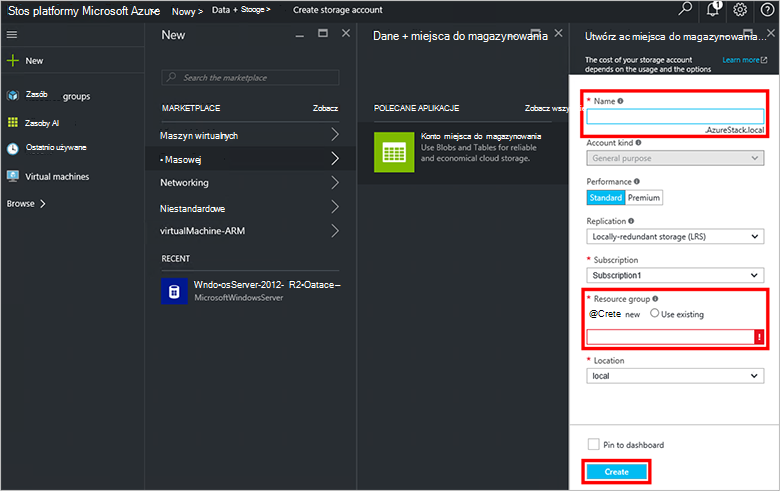 Stos platformy Microsoft Azure
Nowy >
Data + Stooge >
Create storage account
1
New
Zasób groups
Zasoby AI
Ostatnio używane
Virtual machines
Browse >
New
Search the marketplace
MARKETPLACE
Zobacz
Maszyn wirtualnych
• Masowej
Networking
Niestandardowe
virtualMachine-ARM
RECENT
Wndo•osServer-2012- R2•Oatace–
MicrosoftWindowsServer
Dane + miejsca do magazynowania
POLECANE APLIKACJE
Zobacz
Konto miejsca do magazynowania
Use Blobs and Tables for reliable
and economical cloud storage.
Utwórz ac miejsca do magazynowania...
The cost of your storage account
depends on the usage and the options
Learn more
* Name
.AzureStack.local
Account kind
General purpose
Performance
Standard
Premium
Replication
Locally-redundant storage (LRS)
* Subscription
Subscription1
* Resource group
@Crete new
Use existing
!
* Location
local
Pin to dashboard
Create